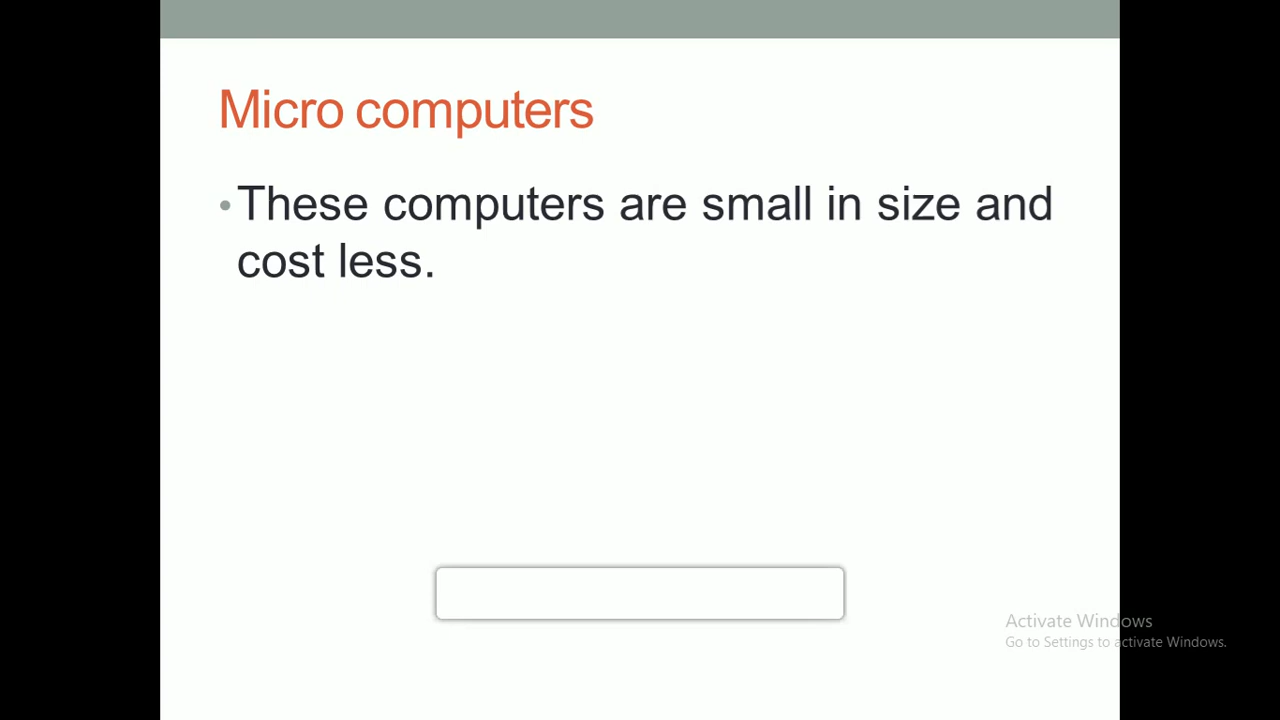 Micro computers
•These computers are small in size and
cost less.
Activate Windows
Go to Settings to activate Windows.